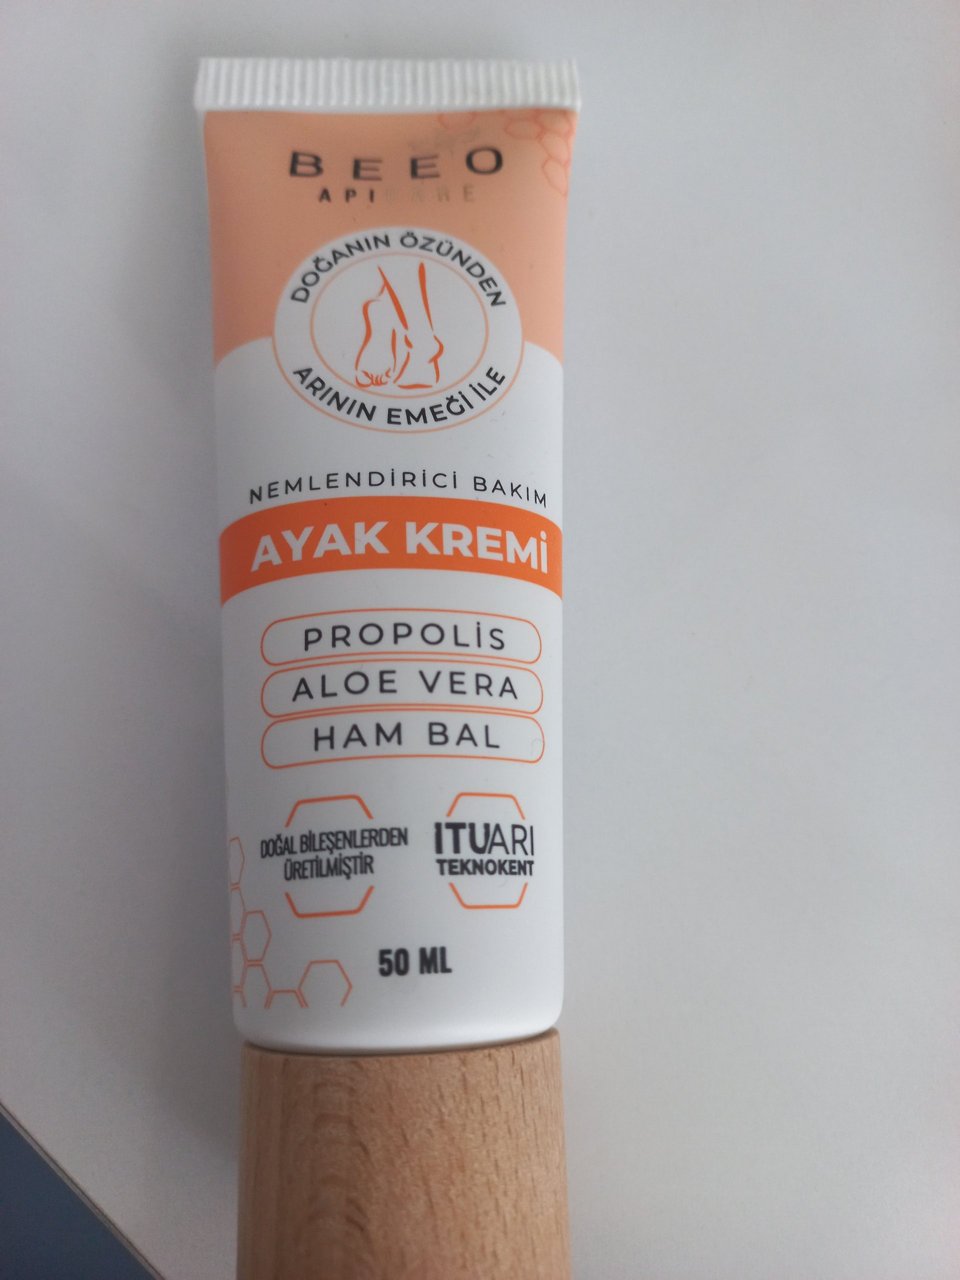 BEEO
APICARE
DOĞANIN ÖZÜNDEN
ARININ EMEĞİ İLE
NEMLENDİRİCİ BAKIM
AYAK KREMİ
PROPOLİS
ALOE VERA
HAM BAL
DOĞAL BİLEŞENLERDEN
ÜRETİLMİŞTİR
ITUARI
TEKNOKENT
50 ML